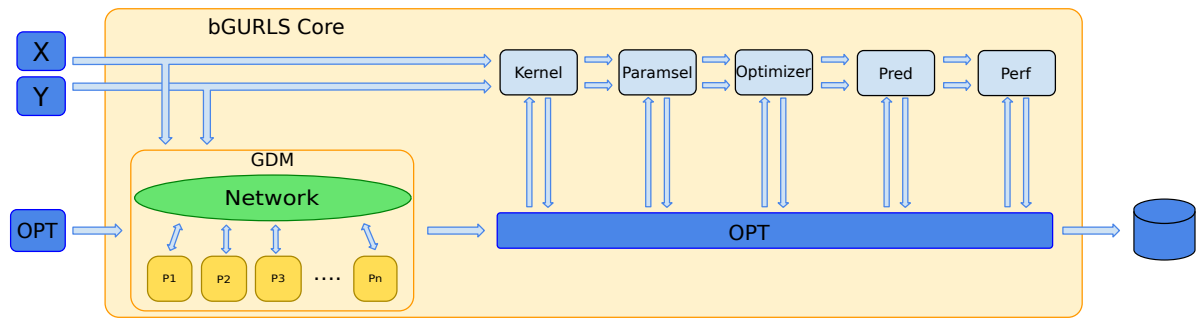 bGURLS Core
X
Y
Kernel
Paramsel
Optimizer
Pred
Perf
GDM
Network
OPT
P1
P2
P3
....
Pn
OPT